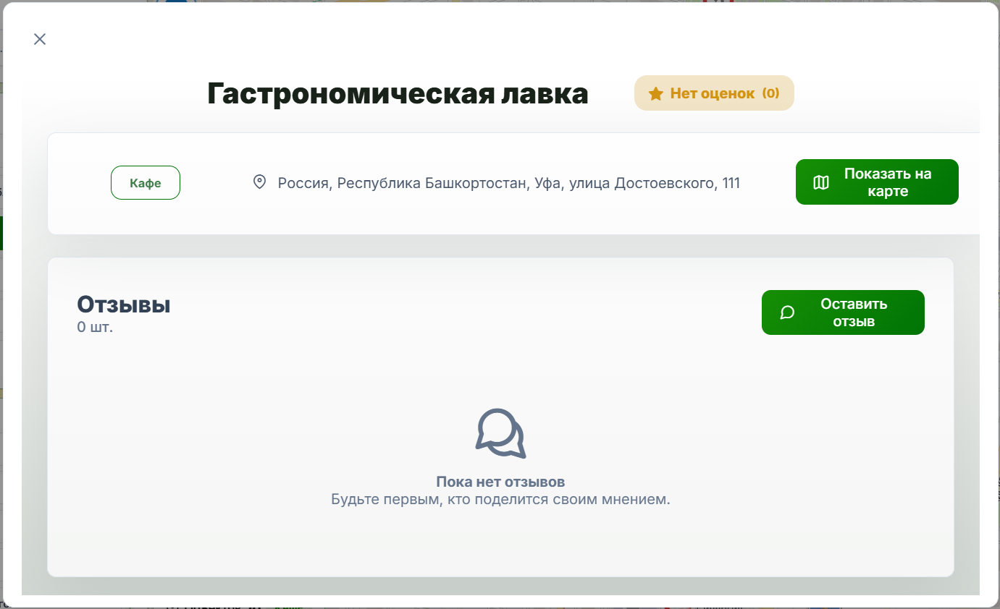 Гастрономическая лавка
Нет оценок (0)
Кафе
Россия, Республика Башкортостан, Уфа, улица Достоевского, 111
Показать на
карте
Отзывы
0 шт.
Оставить
отзыв
Пока нет отзывов
Будьте первым, кто поделится своим мнением.